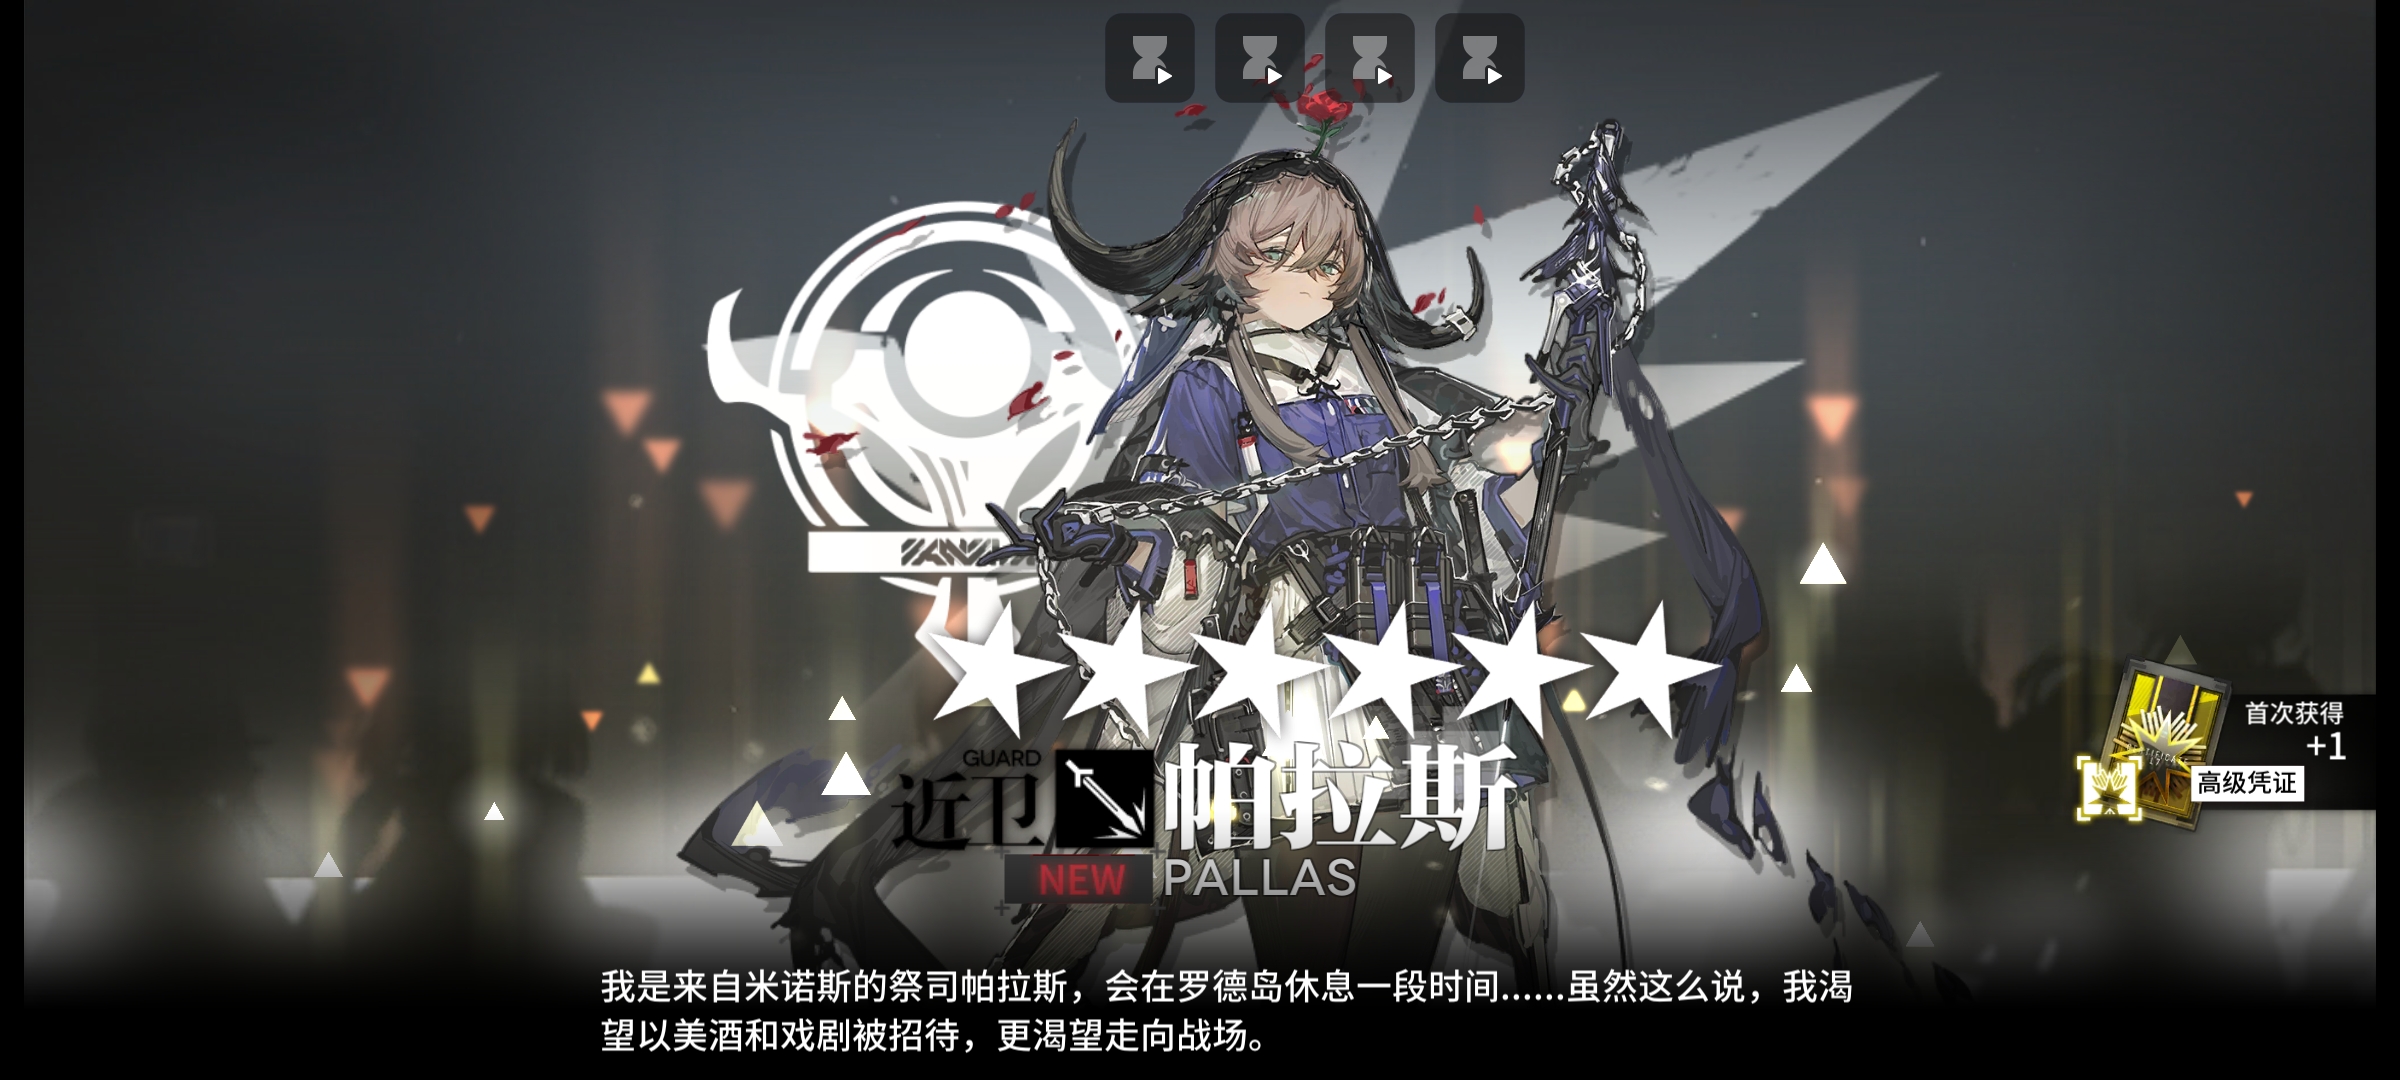 GUARD
近卫
帕拉斯
NEW
PALLAS
首次获得
+1
高级凭证
我是来自米诺斯的祭司帕拉斯，会在罗德岛休息一段时间......虽然这么说，我渴
望以美酒和戏剧被招待，更渴望走向战场。